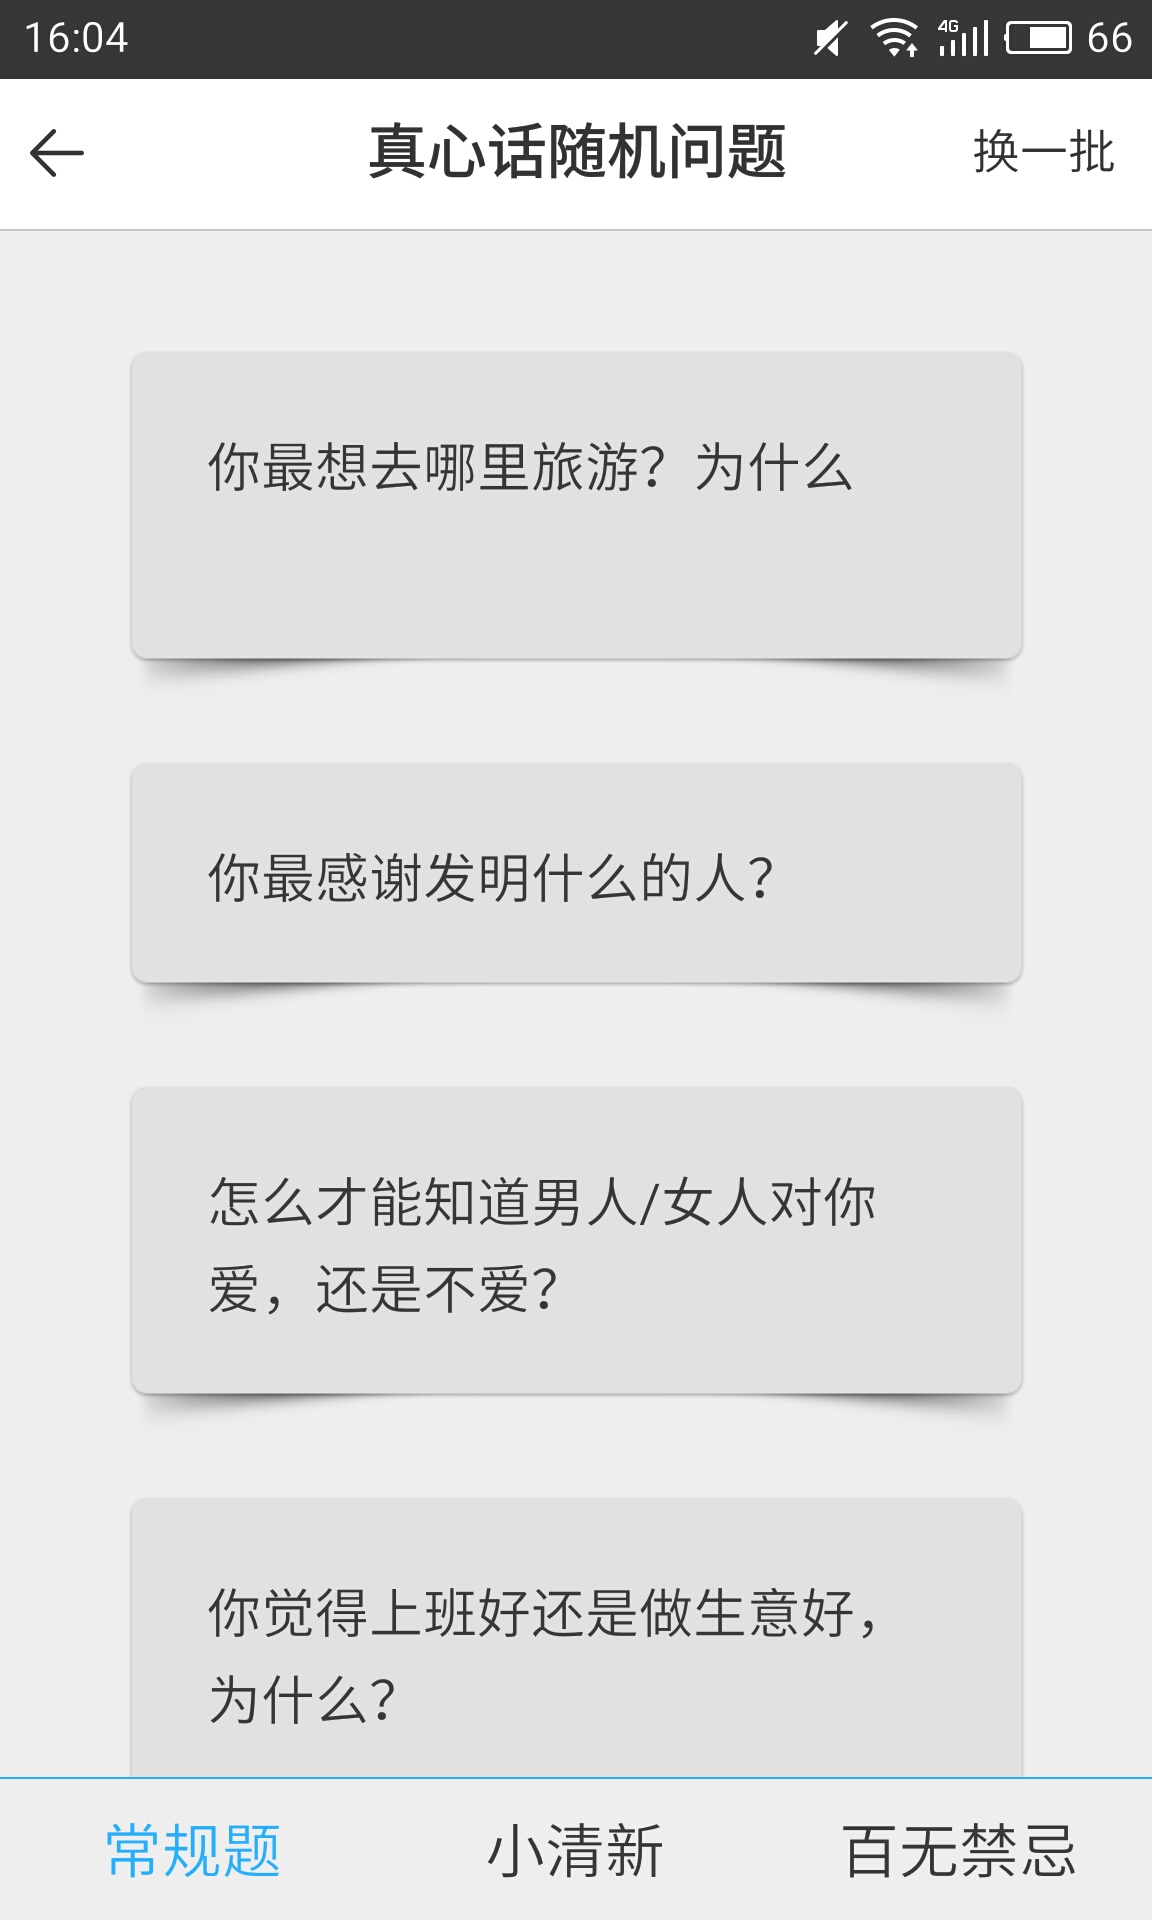 16:04
4G
66
真心话随机问题
换一批
你最想去哪里旅游？为什么
你最感谢发明什么的人？
怎么才能知道男人/女人对你
爱，还是不爱？
你觉得上班好还是做生意好，
为什么？
常规题
小清新
百无禁忌